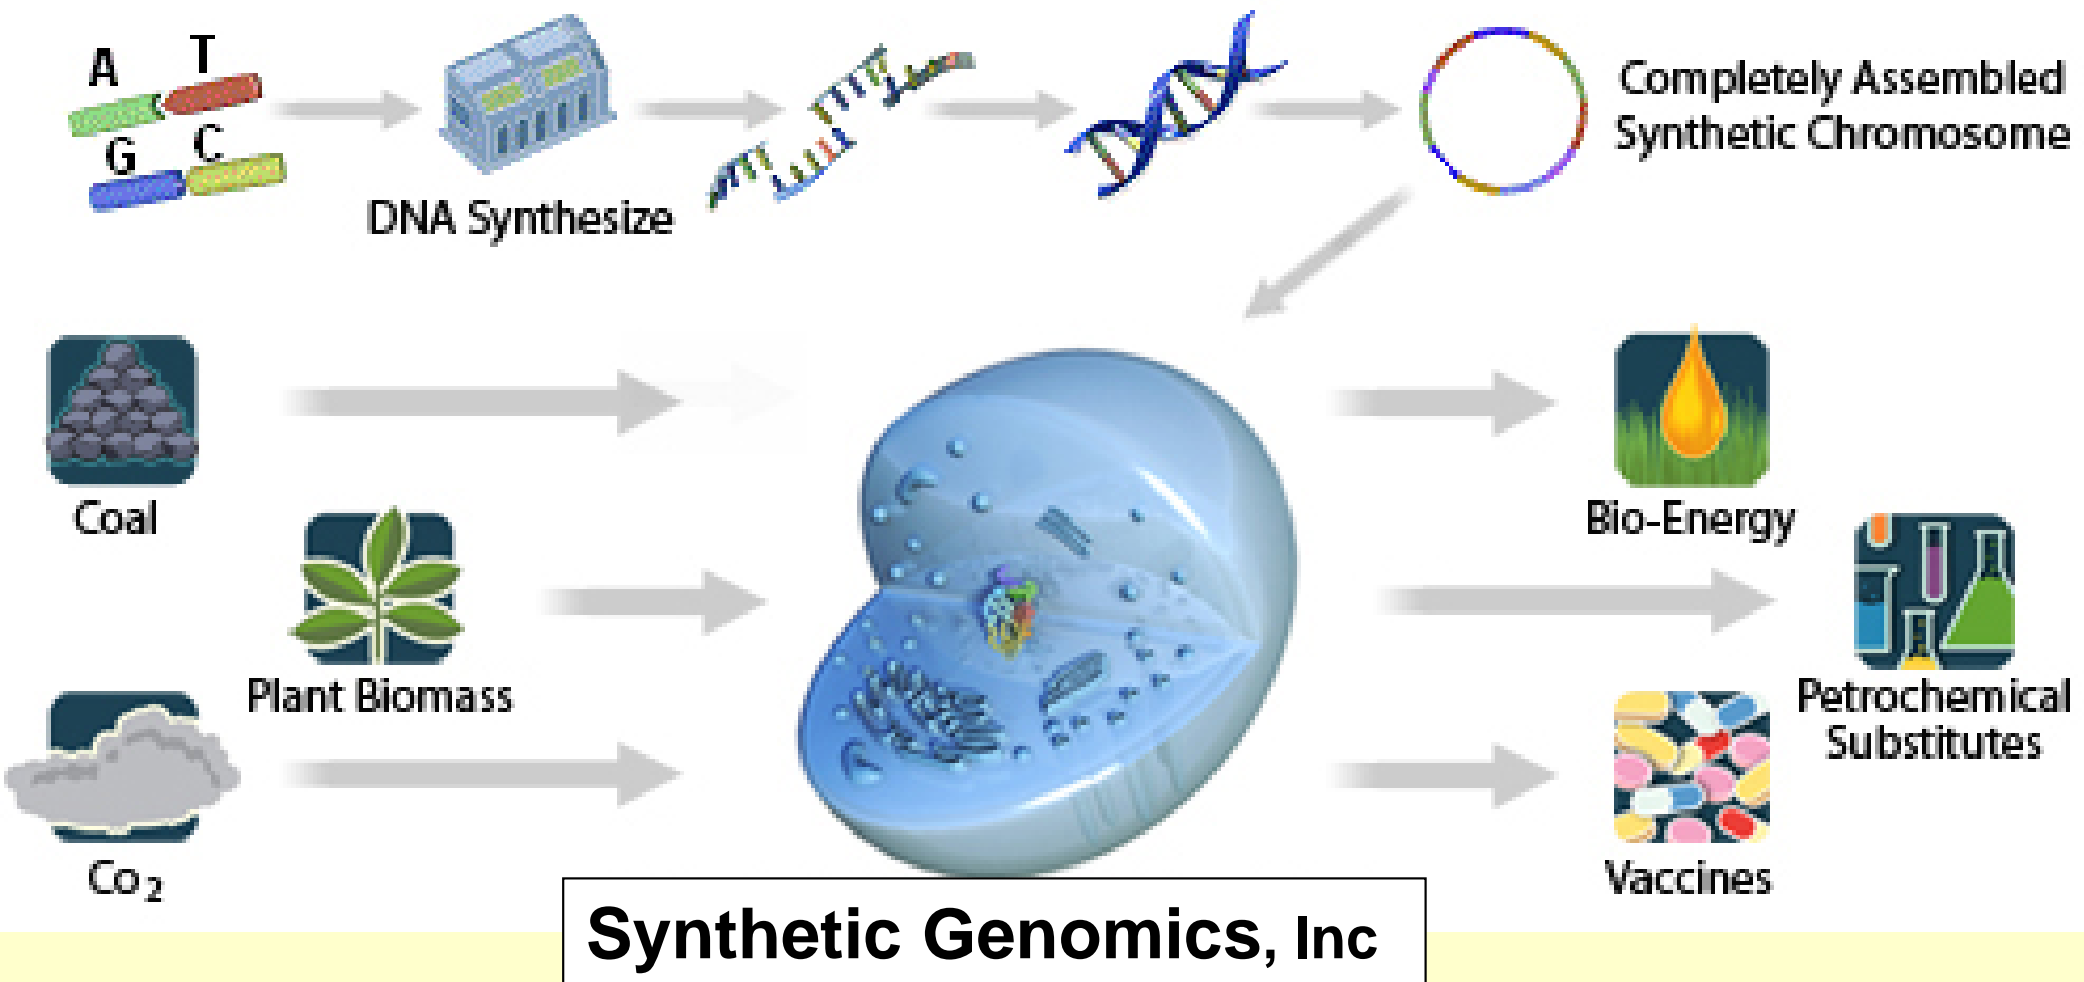 A T
G C
DNA Synthesize
Completely Assembled
Synthetic Chromosome
Coal
Plant Biomass
Co2
Bio-Energy
Petrochemical
Substitutes
Vaccines
Synthetic Genomics, Inc